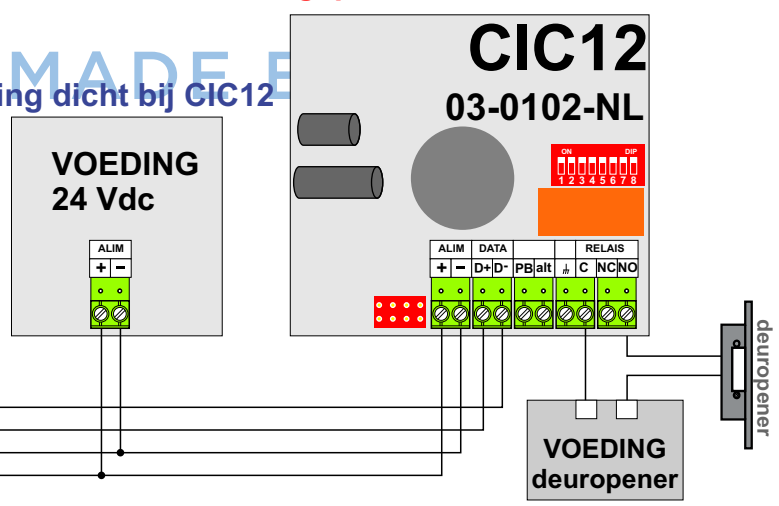 MADE
CIC12
ing dicht bij CIC12
03-0102-NL
VOEDING
24 Vdc
ON DIP
1 2 3 4 5 6 7 8
ALIM
+ −
ALIM DATA RELAIS
+ − D+ D- PB alt C NC NO
deuropener
VOEDING
deuropener